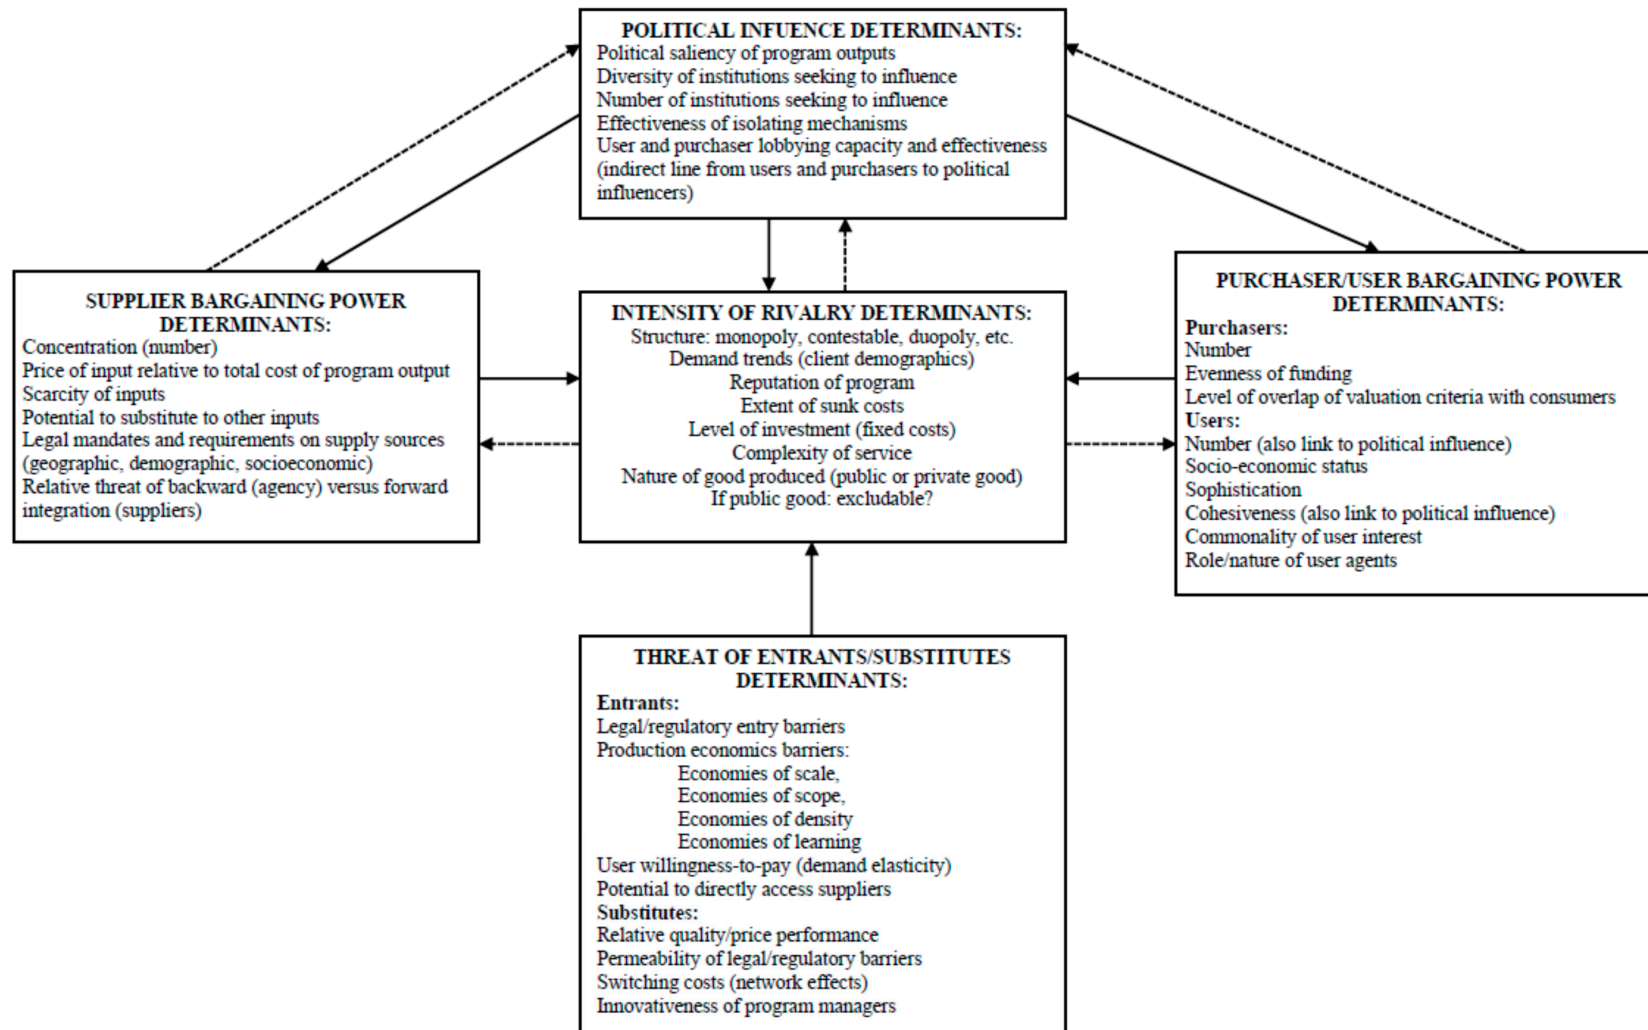 POLITICAL INFUENCE DETERMINANTS:
Political saliency of program outputs
Diversity of institutions seeking to influence
Number of institutions seeking to influence
Effectiveness of isolating mechanisms
User and purchaser lobbying capacity and effectiveness
(indirect line from users and purchasers to political
influencers)
SUPPLIER BARGAINING POWER
DETERMINANTS:
Concentration (number)
Price of input relative to total cost of program output
Scarcity of inputs
Potential to substitute to other inputs
Legal mandates and requirements on supply sources
(geographic, demographic, socioeconomic)
Relative threat of backward (agency) versus forward
integration (suppliers)
INTENSITY OF RIVALRY DETERMINANTS:
Structure: monopoly, contestable, duopoly, etc.
Demand trends (client demographics)
Reputation of program
Extent of sunk costs
Level of investment (fixed costs)
Complexity of service
Nature of good produced (public or private good)
If public good: excludable?
PURCHASER/USER BARGAINING POWER
DETERMINANTS:
Purchasers:
Number
Evenness of funding
Level of overlap of valuation criteria with consumers
Users:
Number (also link to political influence)
Socio-economic status
Sophistication
Cohesiveness (also link to political influence)
Commonality of user interest
Role/nature of user agents
THREAT OF ENTRANTS/SUBSTITUTES
DETERMINANTS:
Entrants:
Legal/regulatory entry barriers
Production economics barriers:
Economies of scale,
Economies of scope,
Economies of density
Economies of learning
User willingness-to-pay (demand elasticity)
Potential to directly access suppliers
Substitutes:
Relative quality/price performance
Permeability of legal/regulatory barriers
Switching costs (network effects)
Innovativeness of program managers